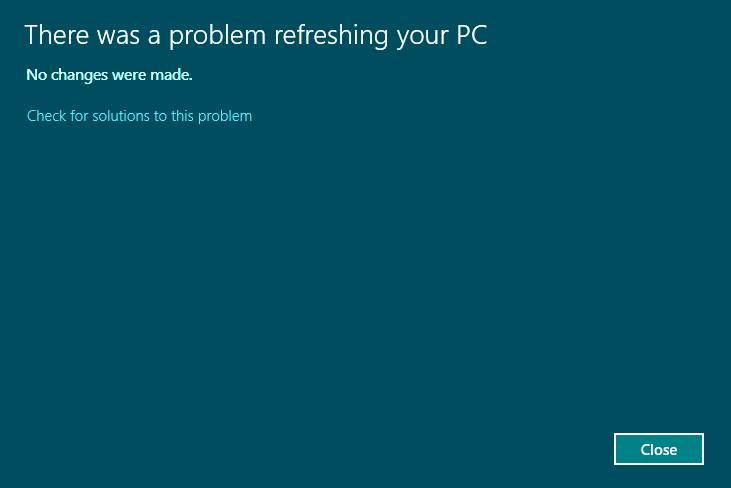 There was a problem refreshing your PC
No changes were made.
Check for solutions to this problem
Close